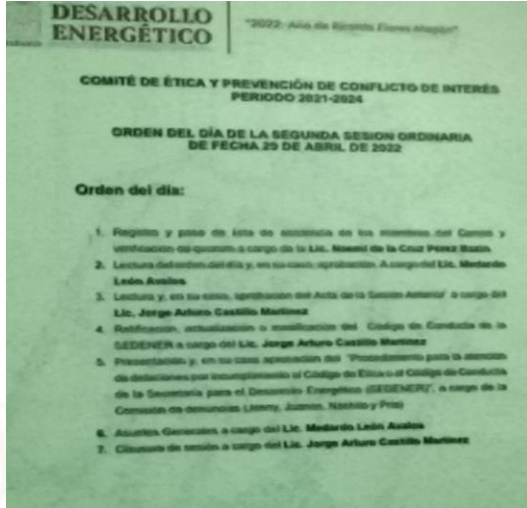 DESARROLLO
ENERGÉTICO
"2022: Año de Ricardo Flores Magón"
COMITÉ DE ÉTICA Y PREVENCIÓN DE CONFLICTO DE INTERÉS
PERIODO 2021-2024
ORDEN DEL DÍA DE LA SEGUNDA SESION ORDINARIA
DE FECHA 29 DE ABRIL DE 2022
Orden del día:
1. Registro y pase de lista de asistencia de los miembros del y
verificación de quorum a cargo de la Lic. Noemí de la Cruz Pérez
2. Lectura del orden del día y, en su caso, aprobación. A cargo del Lic. Medardo
León Avalos
3. Lectura y, en su caso, aprobación del Acta de la Sesión Anterior" a cargo del
Lic. Jorge Arturo Castillo Martínez
4. Ratificación, actualización o modificación del Código de Conducta de la
SEDENER a cargo del Lic. Jorge Arturo Castillo Martínez
5. Presentación y, en su caso aprobación del "Procedimiento para la atención
de delaciones por incumplimiento al Código de Ética o al Código de Conducta
de la Secretaría para el Desarrollo Energético (SEDENER)", a cargo de la
Comisión de denuncias (Jenny, y Pris)
6. Asuntos Generales a cargo del Lic. Medardo León Avalos
7. Clausura de sesión a cargo del Lic. Jorge Arturo Castillo Martínez